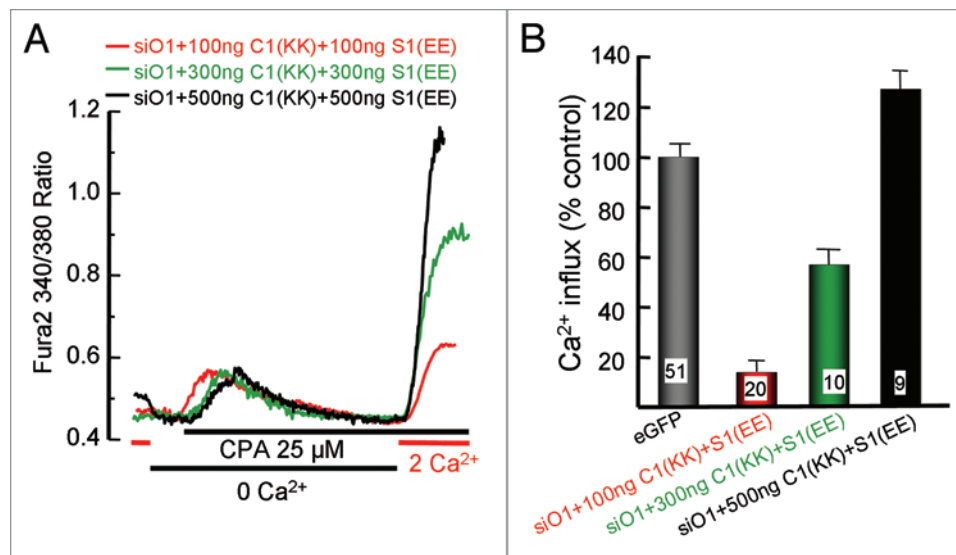 A
siO1+100ng C1(KK)+100ng S1(EE)
siO1+300ng C1(KK)+300ng S1(EE)
siO1+500ng C1(KK)+500ng S1(EE)
1.2
1.0
0.8
0.6
0.4
Fura2 340/380 Ratio
CPA 25 µM
2 Ca²⁺
0 Ca²⁺
B
140
120
100
80
60
40
20
Ca²⁺ influx (% control)
51
20
10
9
eGFP
siO1+100ng C1(KK)+S1(EE)
siO1+300ng C1(KK)+S1(EE)
siO1+500ng C1(KK)+S1(EE)